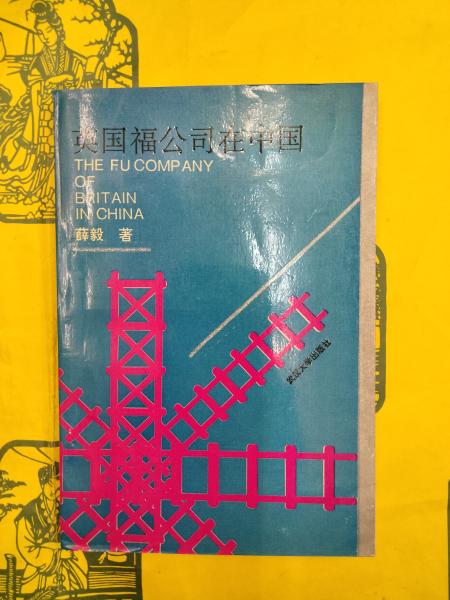 英国福公司在中国
THE FU COMPANY
OF
BRITAIN
IN CHINA
薛毅 著
武汉大学出版社